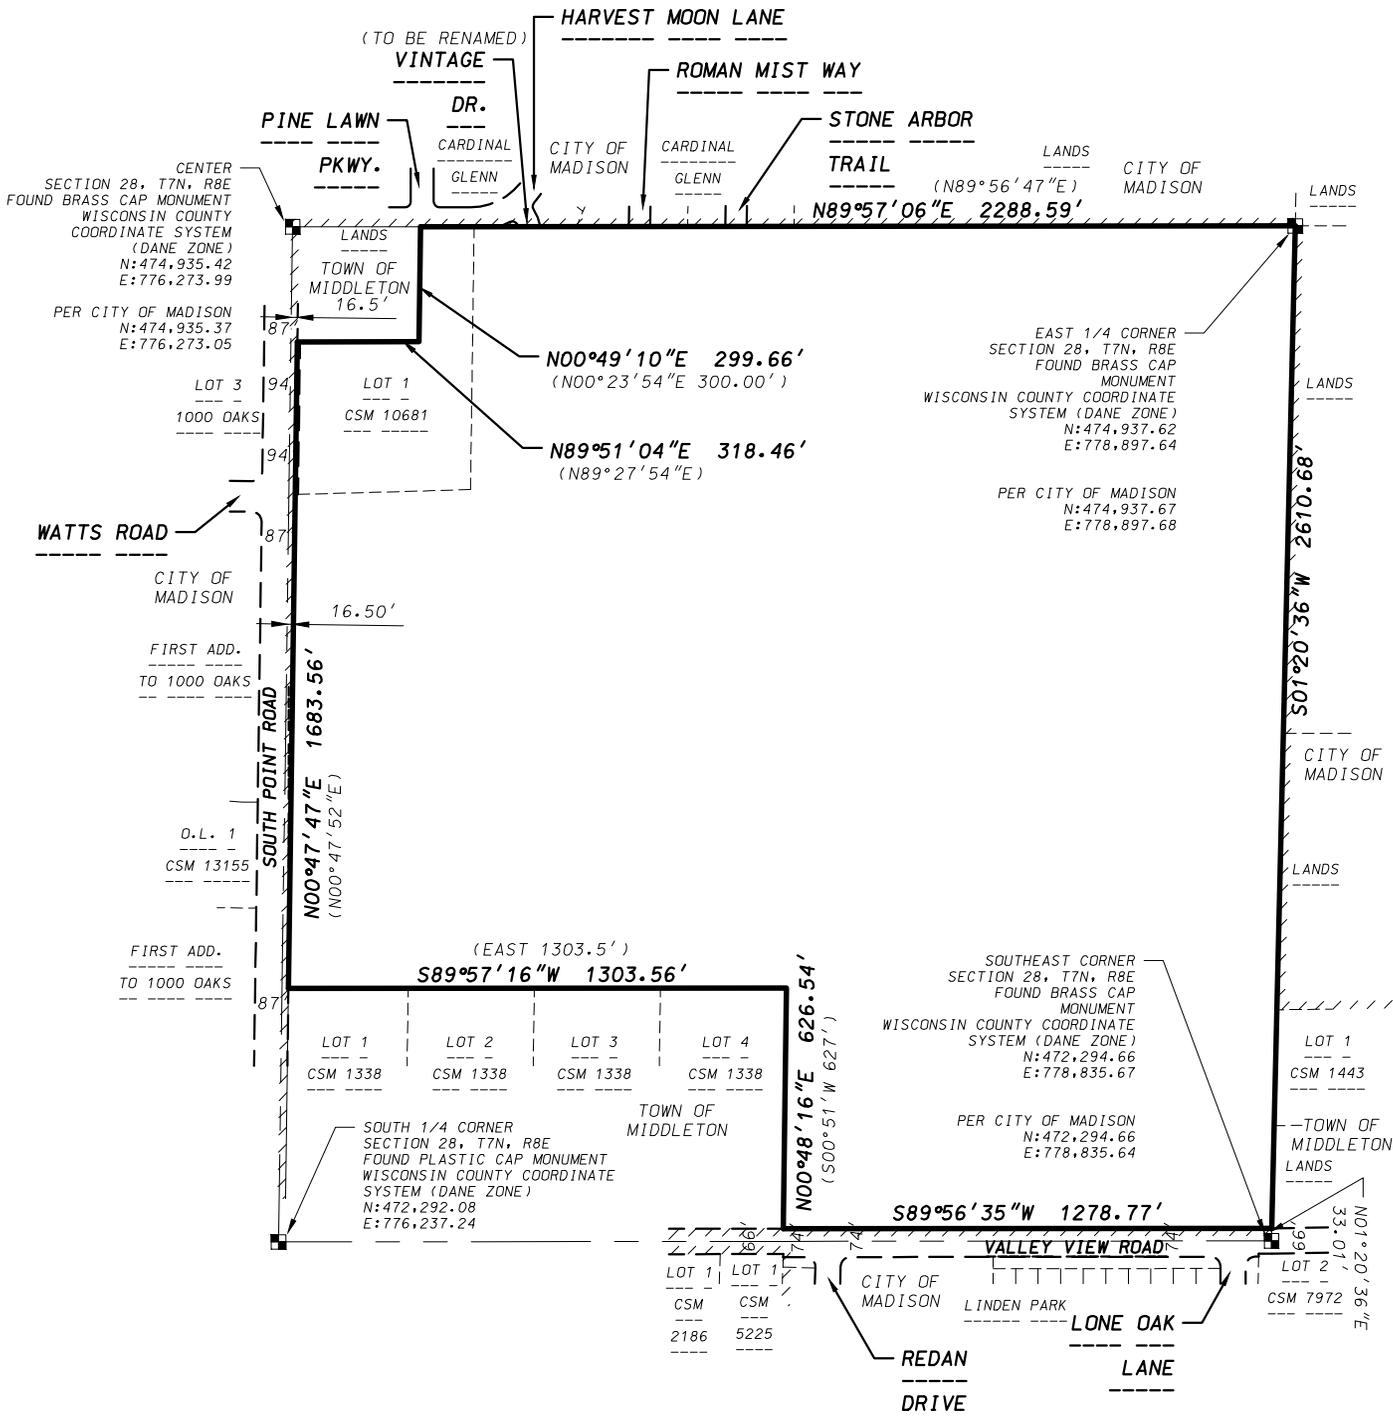 HARVEST MOON LANE
(TO BE RENAMED)
VINTAGE
DR.
ROMAN MIST WAY
PINE LAWN
PKWY.
STONE ARBOR
TRAIL
CARDINAL
GLENN
CITY OF
MADISON
CARDINAL
GLENN
LANDS
CITY OF
MADISON
LANDS
(N89°56'47"E)
N89°57'06"E 2288.59'
CENTER
SECTION 28, T7N, R8E
FOUND BRASS CAP MONUMENT
WISCONSIN COUNTY
COORDINATE SYSTEM
(DANE ZONE)
N:474,935.42
E:776,273.99
PER CITY OF MADISON
N:474,935.37
E:776,273.05
LANDS
TOWN OF
MIDDLETON
16.5'
87'
N00°49'10"E 299.66'
(N00°23'54"E 300.00')
EAST 1/4 CORNER
SECTION 28, T7N, R8E
FOUND BRASS CAP
MONUMENT
WISCONSIN COUNTY COORDINATE
SYSTEM (DANE ZONE)
N:474,937.62
E:778,897.64
PER CITY OF MADISON
N:474,937.67
E:778,897.68
LANDS
LOT 3
1000 OAKS
94'
LOT 1
CSM 10681
N89°51'04"E 318.46'
(N89°27'54"E)
94'
WATTS ROAD
87'
S01°20'36"W 2610.68'
CITY OF
MADISON
16.50'
FIRST ADD.
TO 1000 OAKS
SOUTH POINT ROAD
N00°47'47"E 1683.56'
(N00°47'52"E)
CITY OF
MADISON
O.L. 1
CSM 13155
LANDS
FIRST ADD.
TO 1000 OAKS
87'
(EAST 1303.5')
S89°57'16"W 1303.56'
N00°48'16"E 626.54'
(S00°51'W 627')
SOUTHEAST CORNER
SECTION 28, T7N, R8E
FOUND BRASS CAP
MONUMENT
WISCONSIN COUNTY COORDINATE
SYSTEM (DANE ZONE)
N:472,294.66
E:778,835.67
PER CITY OF MADISON
N:472,294.66
E:778,835.64
LOT 1
CSM 1338
LOT 2
CSM 1338
LOT 3
CSM 1338
LOT 4
CSM 1338
LOT 1
CSM 1443
TOWN OF
MIDDLETON
TOWN OF
MIDDLETON
LANDS
SOUTH 1/4 CORNER
SECTION 28, T7N, R8E
FOUND PLASTIC CAP MONUMENT
WISCONSIN COUNTY COORDINATE
SYSTEM (DANE ZONE)
N:472,292.08
E:776,237.24
S89°56'35"W 1278.77'
N01°20'36"E
33.01'
66'
74'
74'
VALLEY VIEW ROAD
74'
66'
LOT 1
CSM
2186
LOT 1
CSM
5225
CITY OF
MADISON
LINDEN PARK
LOT 2
CSM 7972
LONE OAK
LANE
REDAN
DRIVE